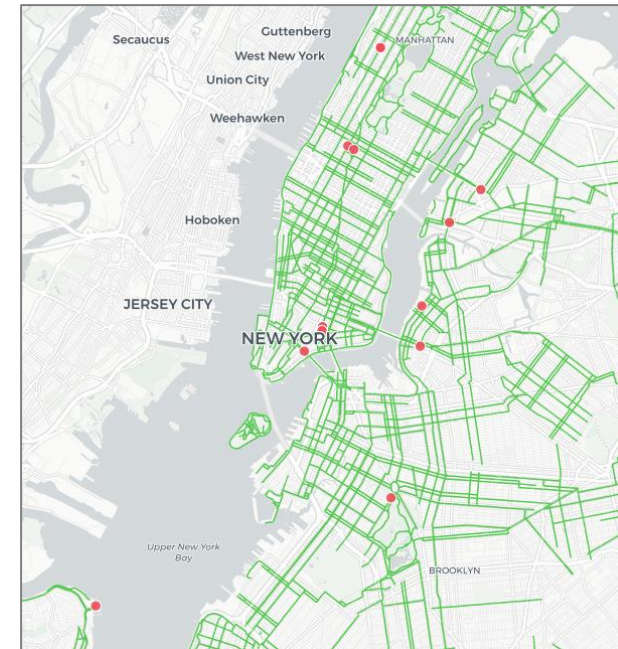 Guttenberg
Secaucus
MANHATTAN
West New York
Union City
Weehawken
Hoboken
JERSEY CITY
NEW YORK
Upper New York
Bay
BROOKLYN